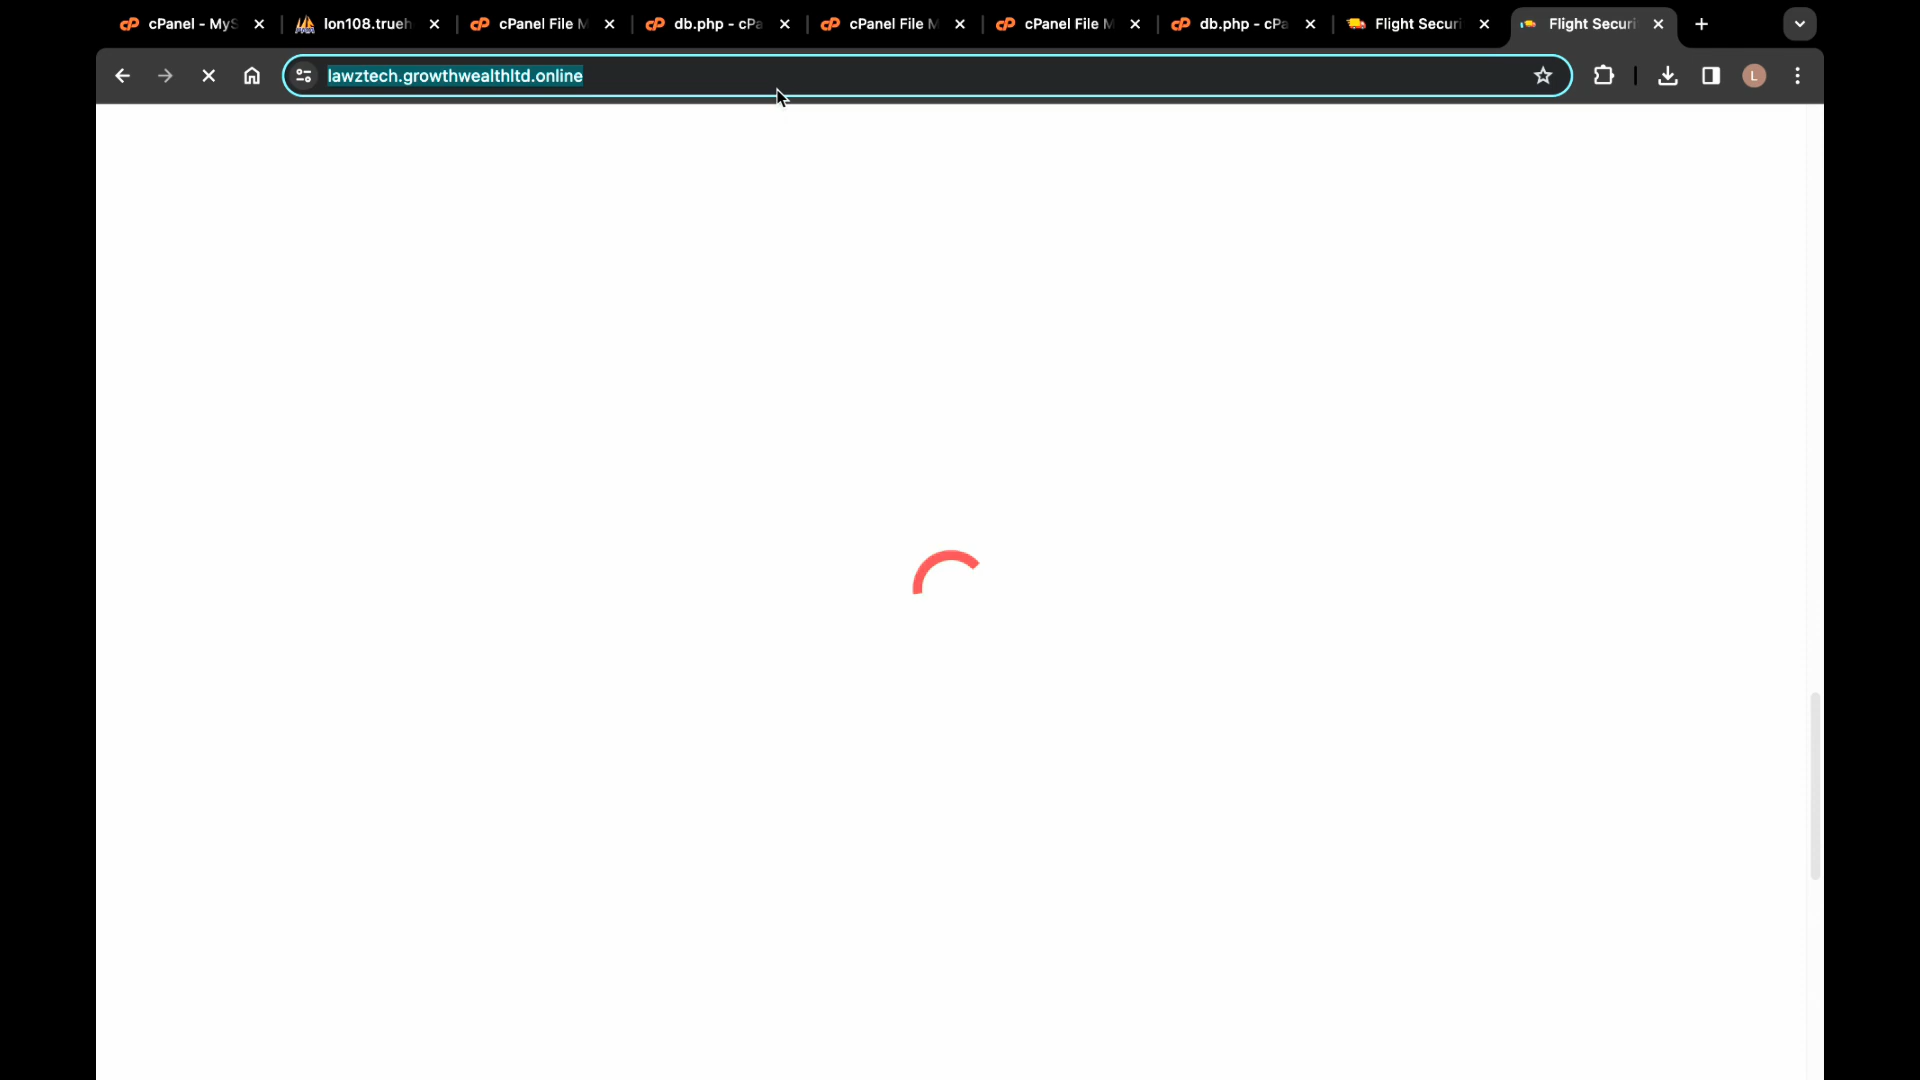 cPanel - MyS
lon108.trueh
cPanel File M
db.php - cPa
cPanel File M
cPanel File M
db.php - cPa
Flight Securi
Flight Securi
lawztech.growthwealthltd.online
L